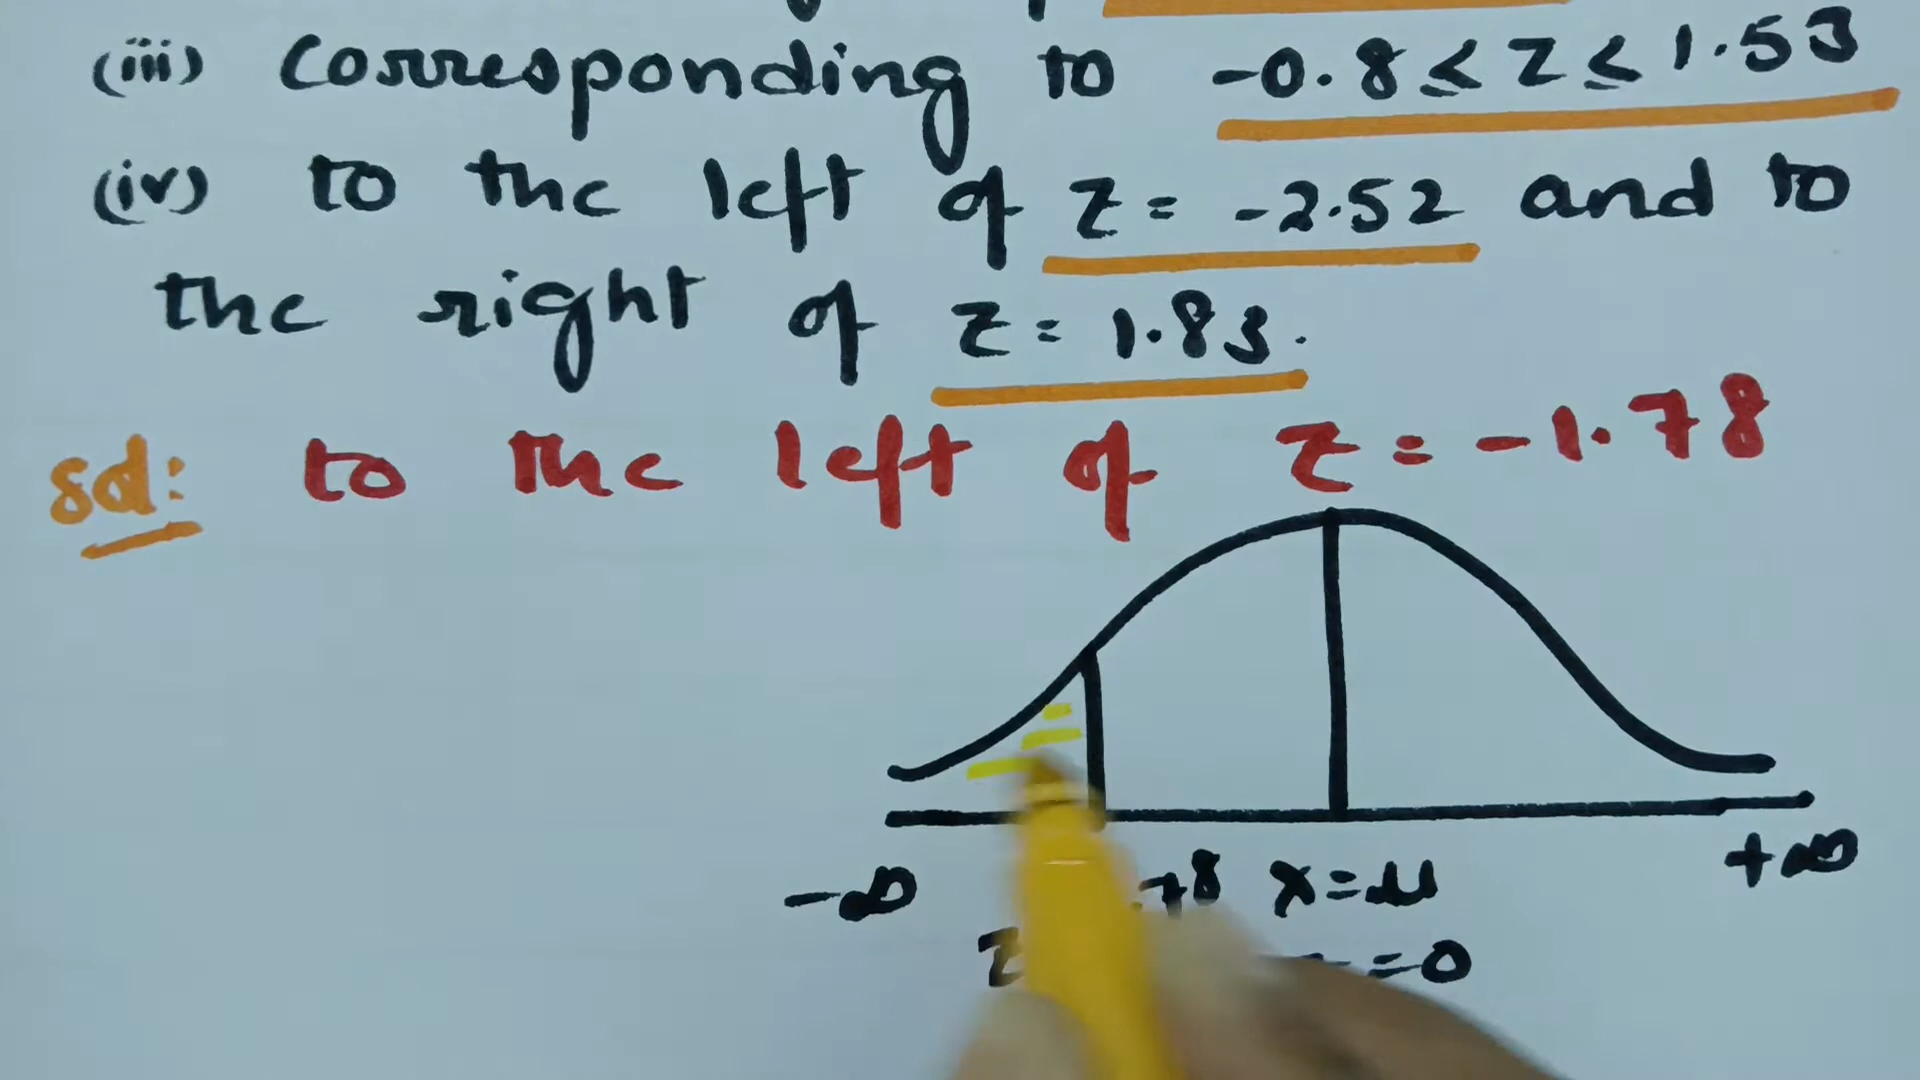 (iii) Corresponding to -0.8 ≤ Z ≤ 1.53
(iv) to the left of Z = -2.52 and to
the right of Z = 1.83.
sol: to the left of Z = -1.78
-∞ .78 x=μ +∞
Z =0